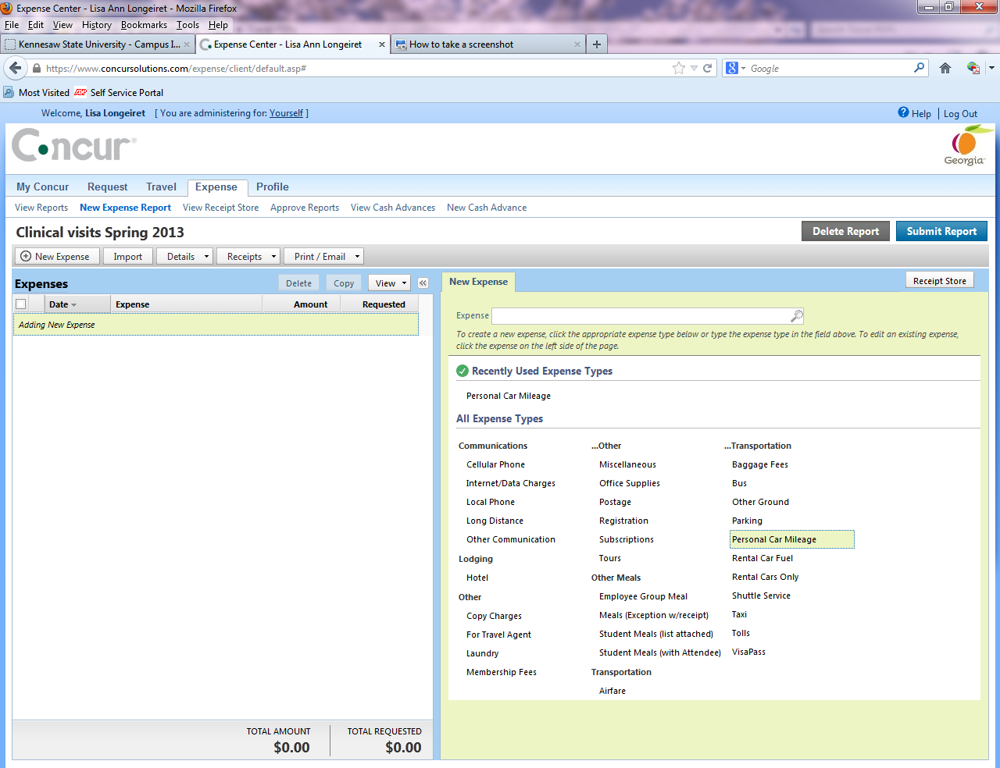 Expense Center - Lisa Ann Longeiret - Mozilla Firefox
File Edit View History Bookmarks Tools Help
Kennesaw State University - Campus I... Expense Center - Lisa Ann Longeiret How to take a screenshot
https://www.concursolutions.com/expense/client/default.asp# Google
Most Visited ADP Self Service Portal
Welcome, Lisa Longeiret [ You are administering for: Yourself ] Help | Log Out
Concur®
Georgia™
My Concur Request Travel Expense Profile
View Reports New Expense Report View Receipt Store Approve Reports View Cash Advances New Cash Advance
Clinical visits Spring 2013 Delete Report Submit Report
New Expense Import Details Receipts Print / Email
Expenses Delete Copy View
Date Expense Amount Requested
Adding New Expense
TOTAL AMOUNT TOTAL REQUESTED
$0.00 $0.00
New Expense Receipt Store
Expense
To create a new expense, click the appropriate expense type below or type the expense type in the field above. To edit an existing expense,
click the expense on the left side of the page.
Recently Used Expense Types
Personal Car Mileage
All Expense Types
Communications
Cellular Phone
Internet/Data Charges
Local Phone
Long Distance
Other Communication
Lodging
Hotel
Other
Copy Charges
For Travel Agent
Laundry
Membership Fees
...Other
Miscellaneous
Office Supplies
Postage
Registration
Subscriptions
Tours
Other Meals
Employee Group Meal
Meals (Exception w/receipt)
Student Meals (list attached)
Student Meals (with Attendee)
Transportation
Airfare
...Transportation
Baggage Fees
Bus
Other Ground
Parking
Personal Car Mileage
Rental Car Fuel
Rental Cars Only
Shuttle Service
Taxi
Tolls
VisaPass